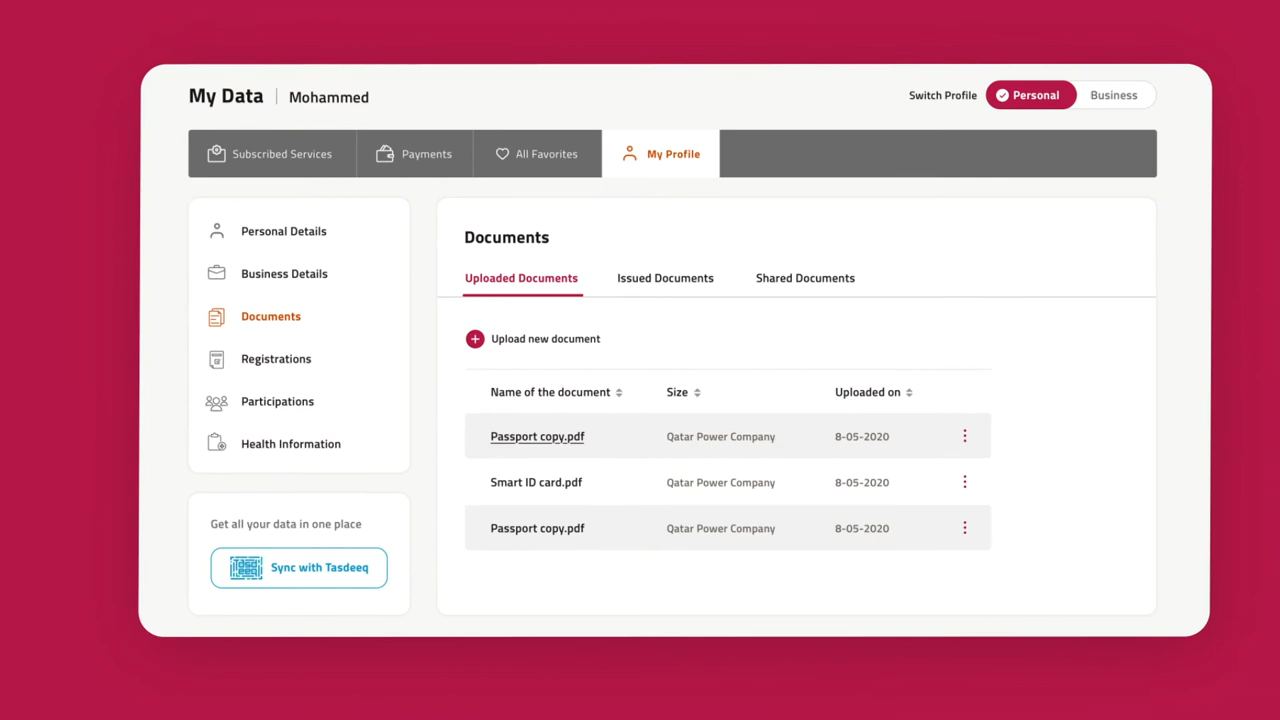 My Data Mohammed
Switch Profile Personal Business
Subscribed Services Payments All Favorites My Profile
Personal Details
Business Details
Documents
Registrations
Participations
Health Information
Get all your data in one place
Tasdeeq Sync with Tasdeeq
Documents
Uploaded Documents Issued Documents Shared Documents
Upload new document
Name of the document Size Uploaded on
Passport copy.pdf Qatar Power Company 8-05-2020
Smart ID card.pdf Qatar Power Company 8-05-2020
Passport copy.pdf Qatar Power Company 8-05-2020